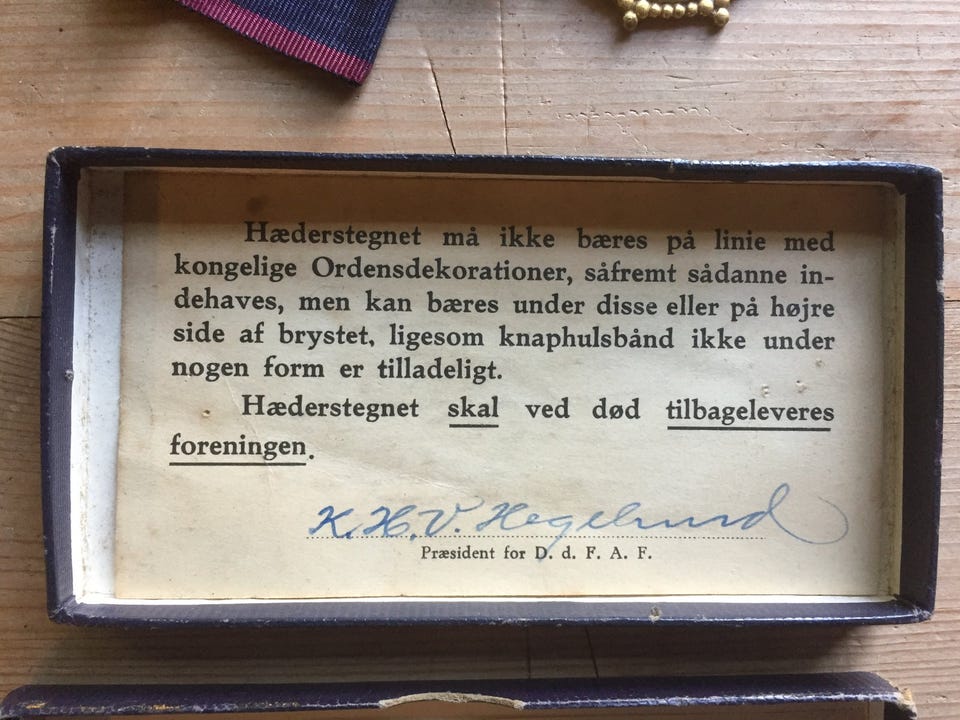 Hæderstegnet må ikke bæres på linie med
kongelige Ordensdekorationer, såfremt sådanne in-
dehaves, men kan bæres under disse eller på højre
side af brystet, ligesom knaphulsbånd ikke under
nogen form er tilladeligt.
Hæderstegnet skal ved død tilbageleveres
foreningen.
K. H. V. Hegelund
Præsident for D. d. F. A. F.